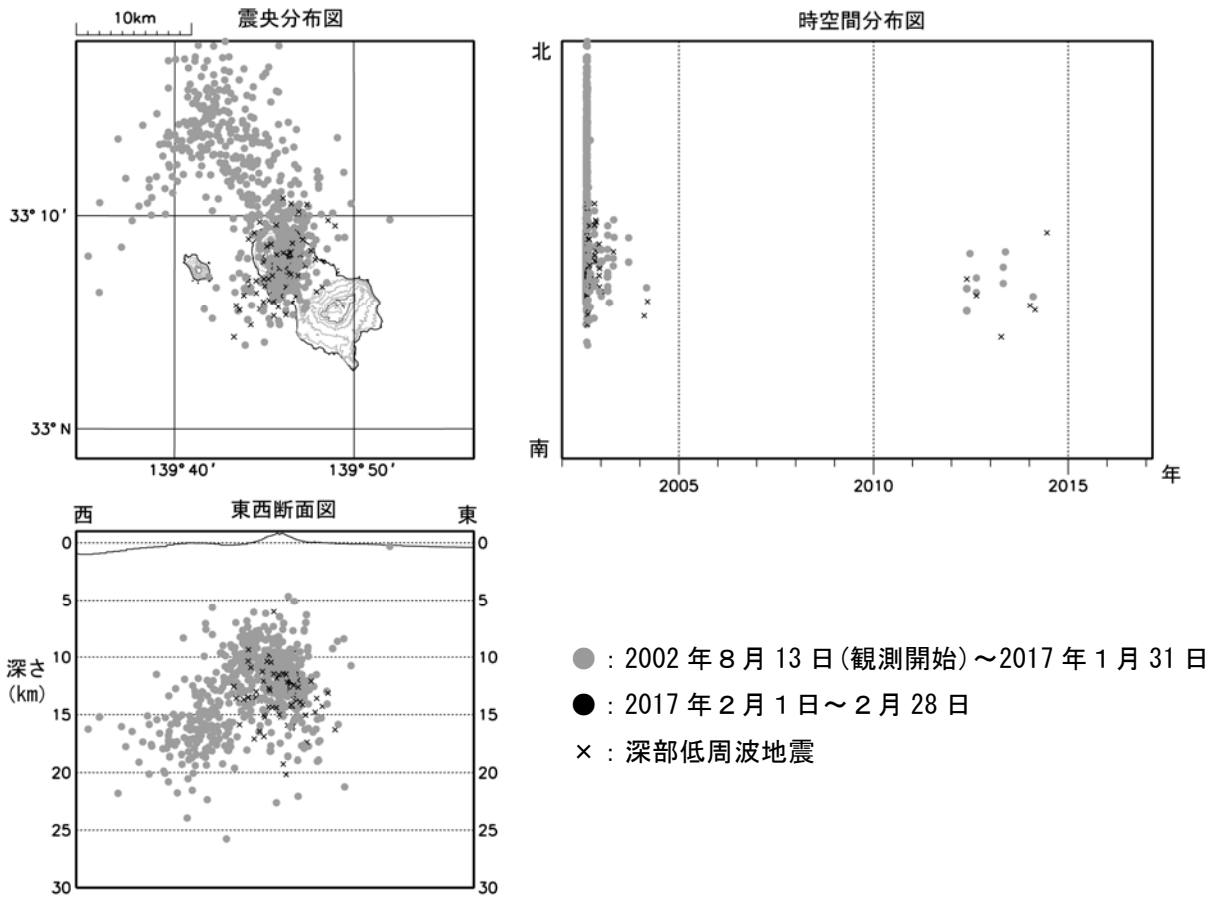 10km
震央分布図
33°10′
33°N
139°40′ 139°50′
時空間分布図
北
南
2005 2010 2015 年
東西断面図
西 東
0 0
5 5
10 10
15 15
20 20
25 25
30 30
深さ
(km)
● : 2002 年８月 13 日(観測開始)～2017 年１月 31 日
● : 2017 年２月１日～２月 28 日
× : 深部低周波地震